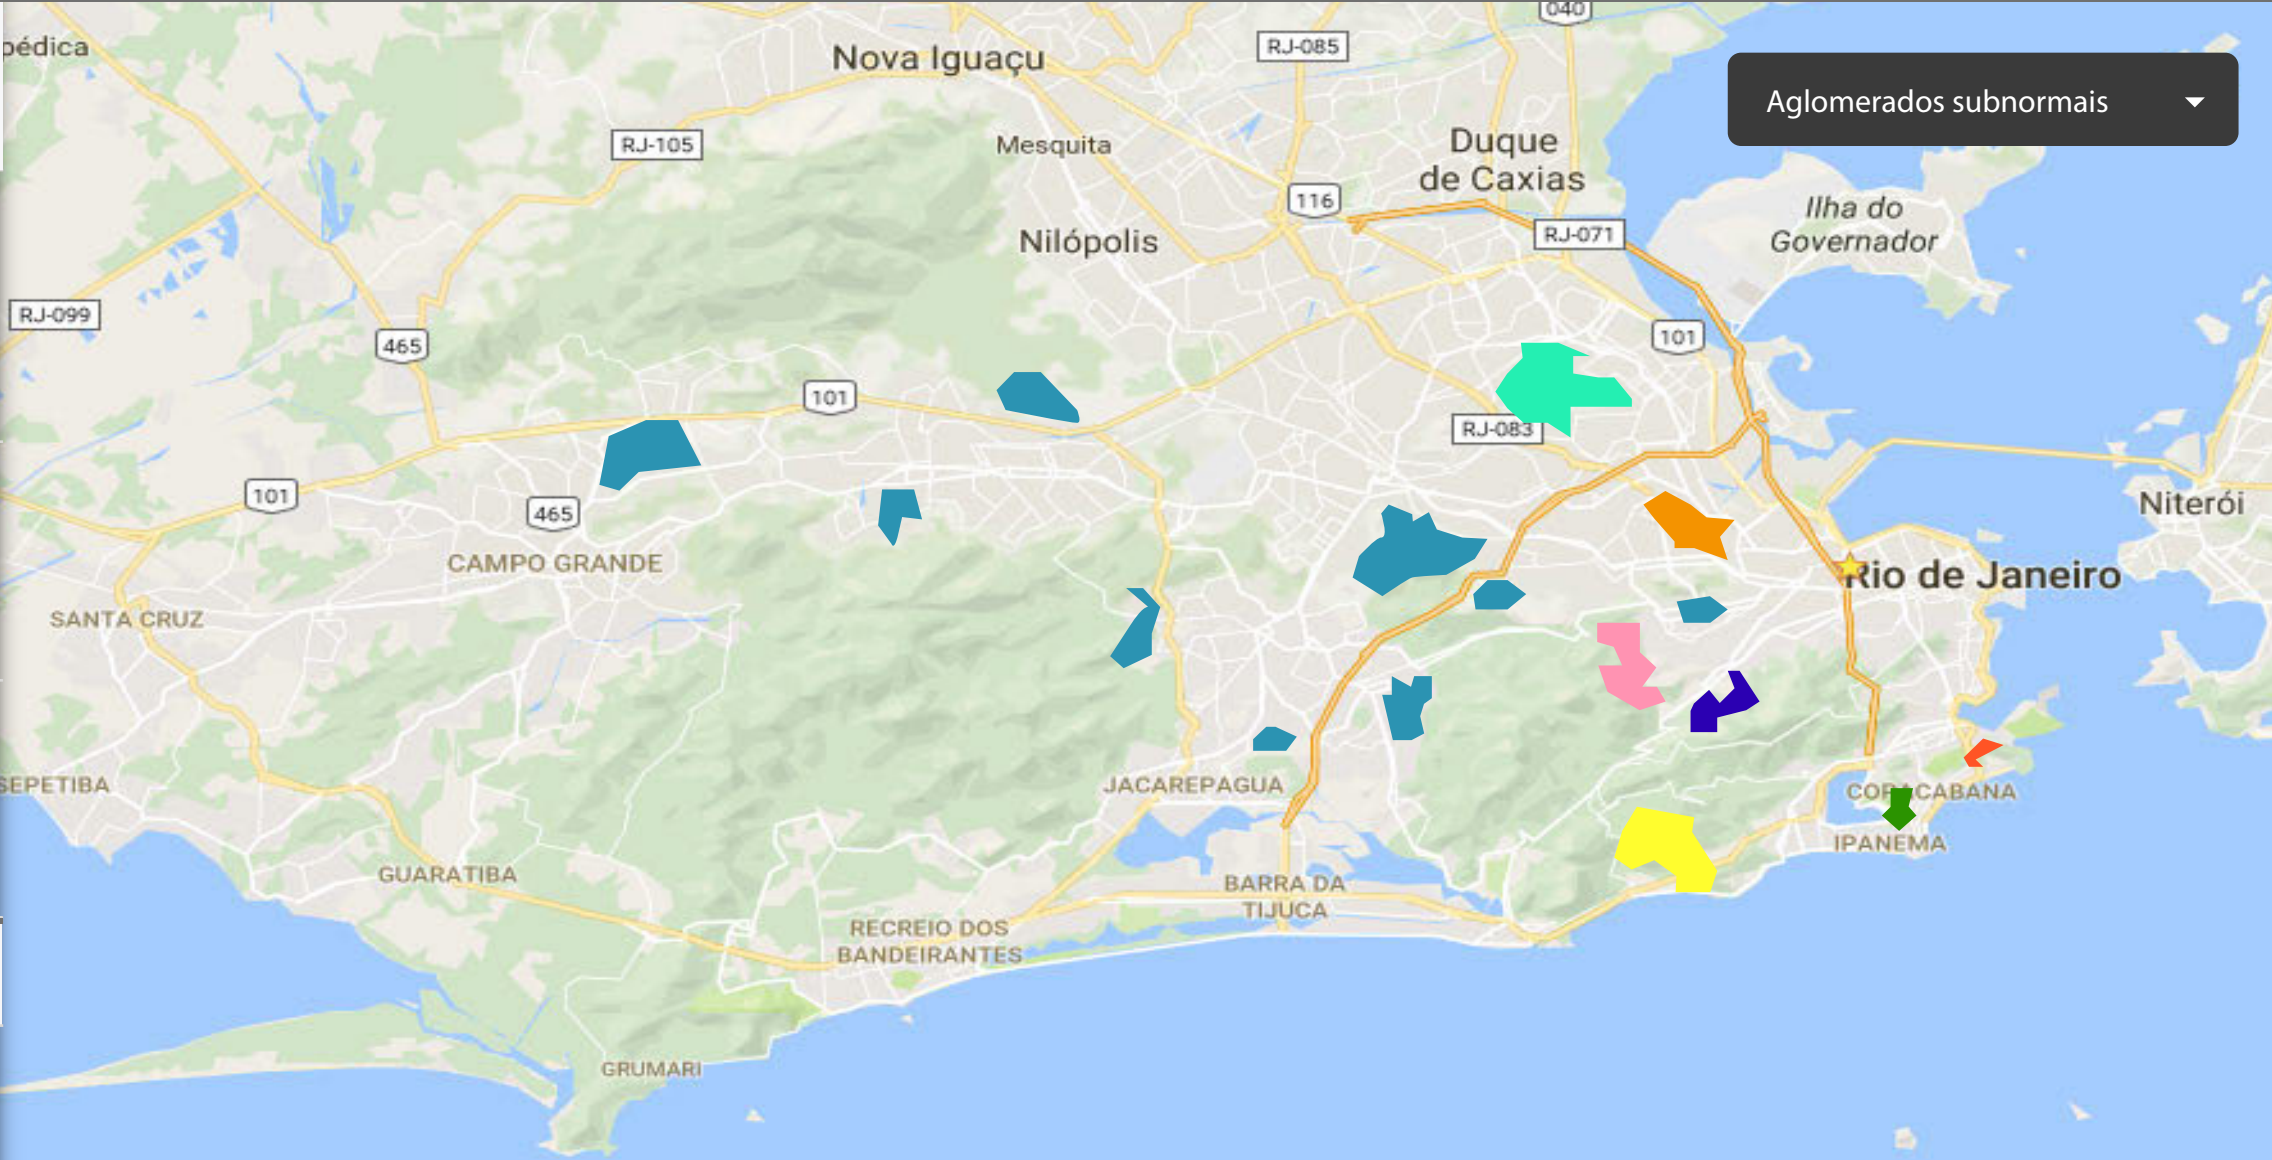 pédica
Nova Iguaçu
RJ-085
040
Aglomerados subnormais
RJ-105
Mesquita
Duque
de Caxias
116
Ilha do
Governador
Nilópolis
RJ-071
RJ-099
465
101
101
RJ-083
101
465
Niterói
CAMPO GRANDE
Rio de Janeiro
SANTA CRUZ
SEPETIBA
JACAREPAGUA
COPACABANA
IPANEMA
GUARATIBA
BARRA DA
TIJUCA
RECREIO DOS
BANDEIRANTES
GRUMARI